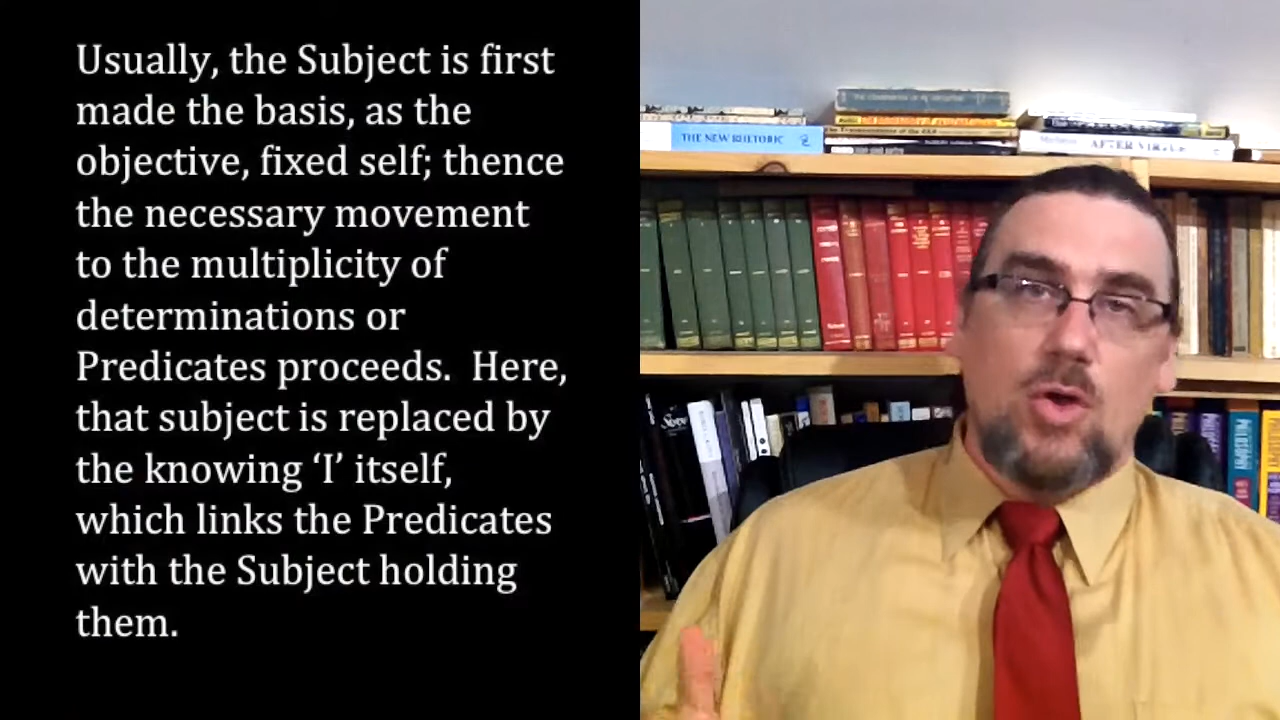 Usually, the Subject is first
made the basis, as the
objective, fixed self; thence
the necessary movement
to the multiplicity of
determinations or
Predicates proceeds.  Here,
that subject is replaced by
the knowing ‘I’ itself,
which links the Predicates
with the Subject holding
them.
THE NEW RHETORIC
AFTER VIRTUE
PHILOSOPHY